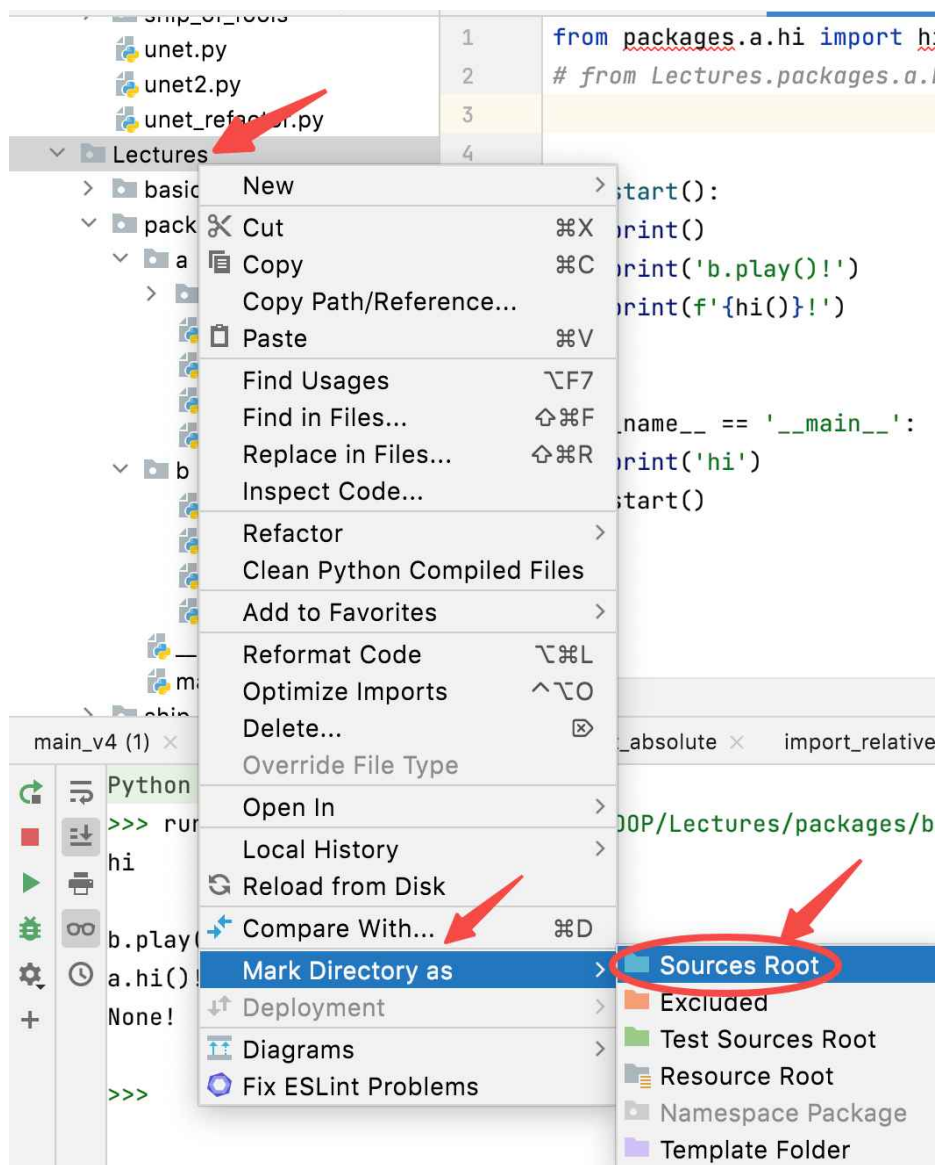 ship_of_fools
unet.py
unet2.py
unet_refactor.py
Lectures
basic
pack
a
b
__
ma
ship
1 from packages.a.hi import hi
2 # from Lectures.packages.a.h
3
4
start():
print()
print('b.play()!')
print(f'{hi()}!')
_name__ == '__main__':
print('hi')
start()
New
Cut ⌘X
Copy ⌘C
Copy Path/Reference...
Paste ⌘V
Find Usages ⌥F7
Find in Files... ⇧⌘F
Replace in Files... ⇧⌘R
Inspect Code...
Refactor
Clean Python Compiled Files
Add to Favorites
Reformat Code ⌥⌘L
Optimize Imports ^⌥O
Delete... ⌦
Override File Type
Open In
Local History
Reload from Disk
Compare With... ⌘D
Mark Directory as
Deployment
Diagrams
Fix ESLint Problems
Sources Root
Excluded
Test Sources Root
Resource Root
Namespace Package
Template Folder
main_v4 (1) t_absolute import_relative
Python
>>> run OOP/Lectures/packages/b
hi
b.play(
a.hi()!
None!
>>>